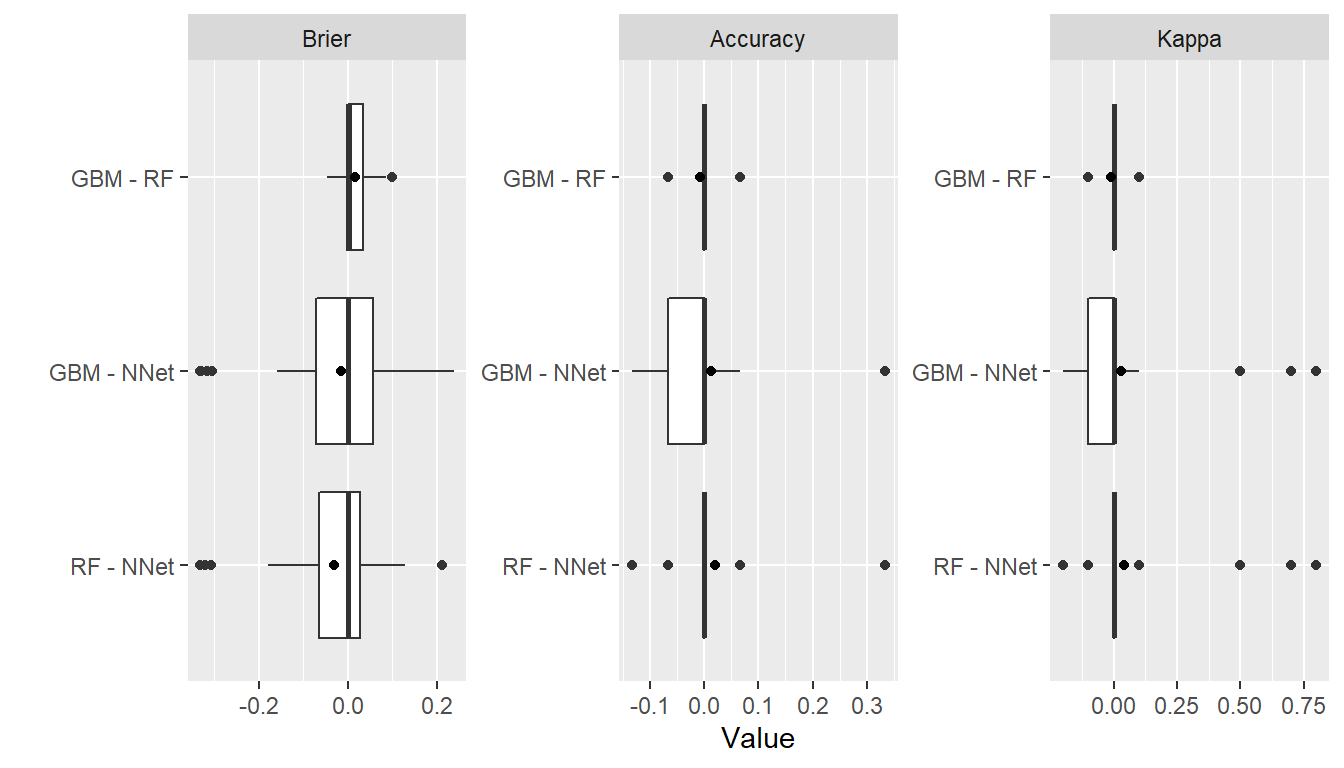 Brier
Accuracy
Kappa
GBM - RF
GBM - NNet
RF - NNet
-0.2 0.0 0.2
GBM - RF
GBM - NNet
RF - NNet
-0.1 0.0 0.1 0.2 0.3
GBM - RF
GBM - NNet
RF - NNet
0.00 0.25 0.50 0.75
Value